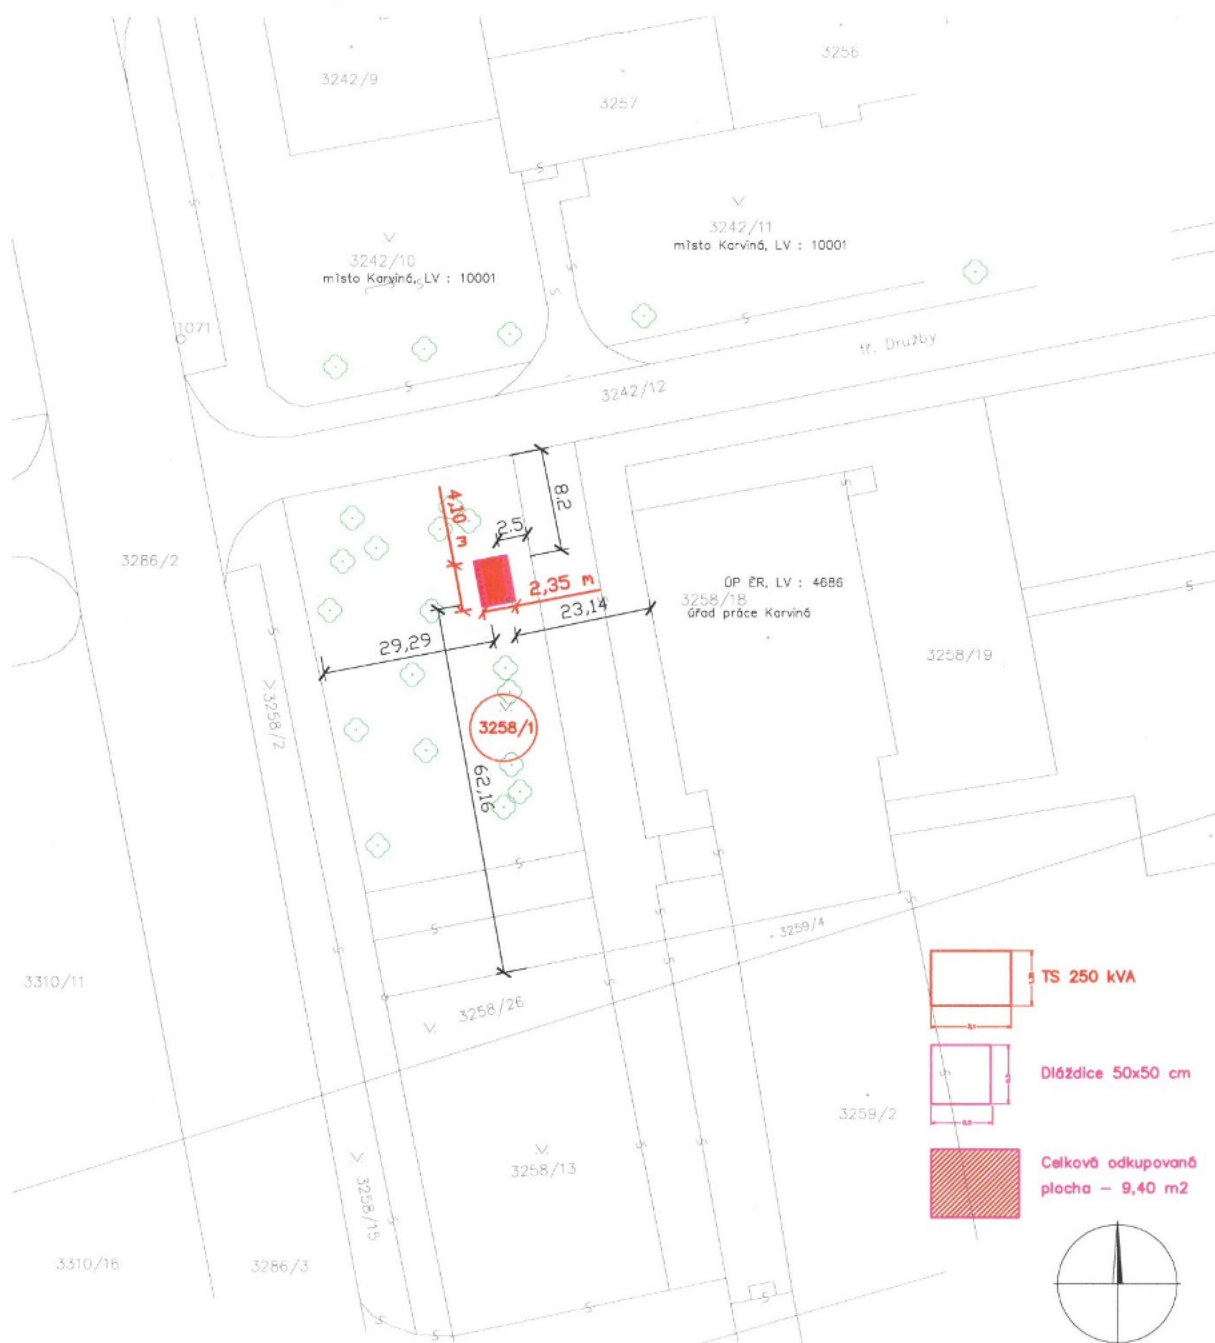 3242/9
3257
3256
3242/10
místo Karviná, LV : 10001
3242/11
místo Karviná, LV : 10001
1071
tř. Družby
3242/12
3286/2
4,10 m
2.5
8.2
2,35 m
23,14
29,29
ÚP ĚR, LV : 4686
3258/18
úřad práce Karviná
3258/19
3258/2
3258/1
62,16
3259/4
3310/11
3258/26
TS 250 kVA
Dláždice 50x50 cm
3259/2
3258/13
3258/15
Celková odkupovaná
plocha – 9,40 m2
3310/16
3286/3